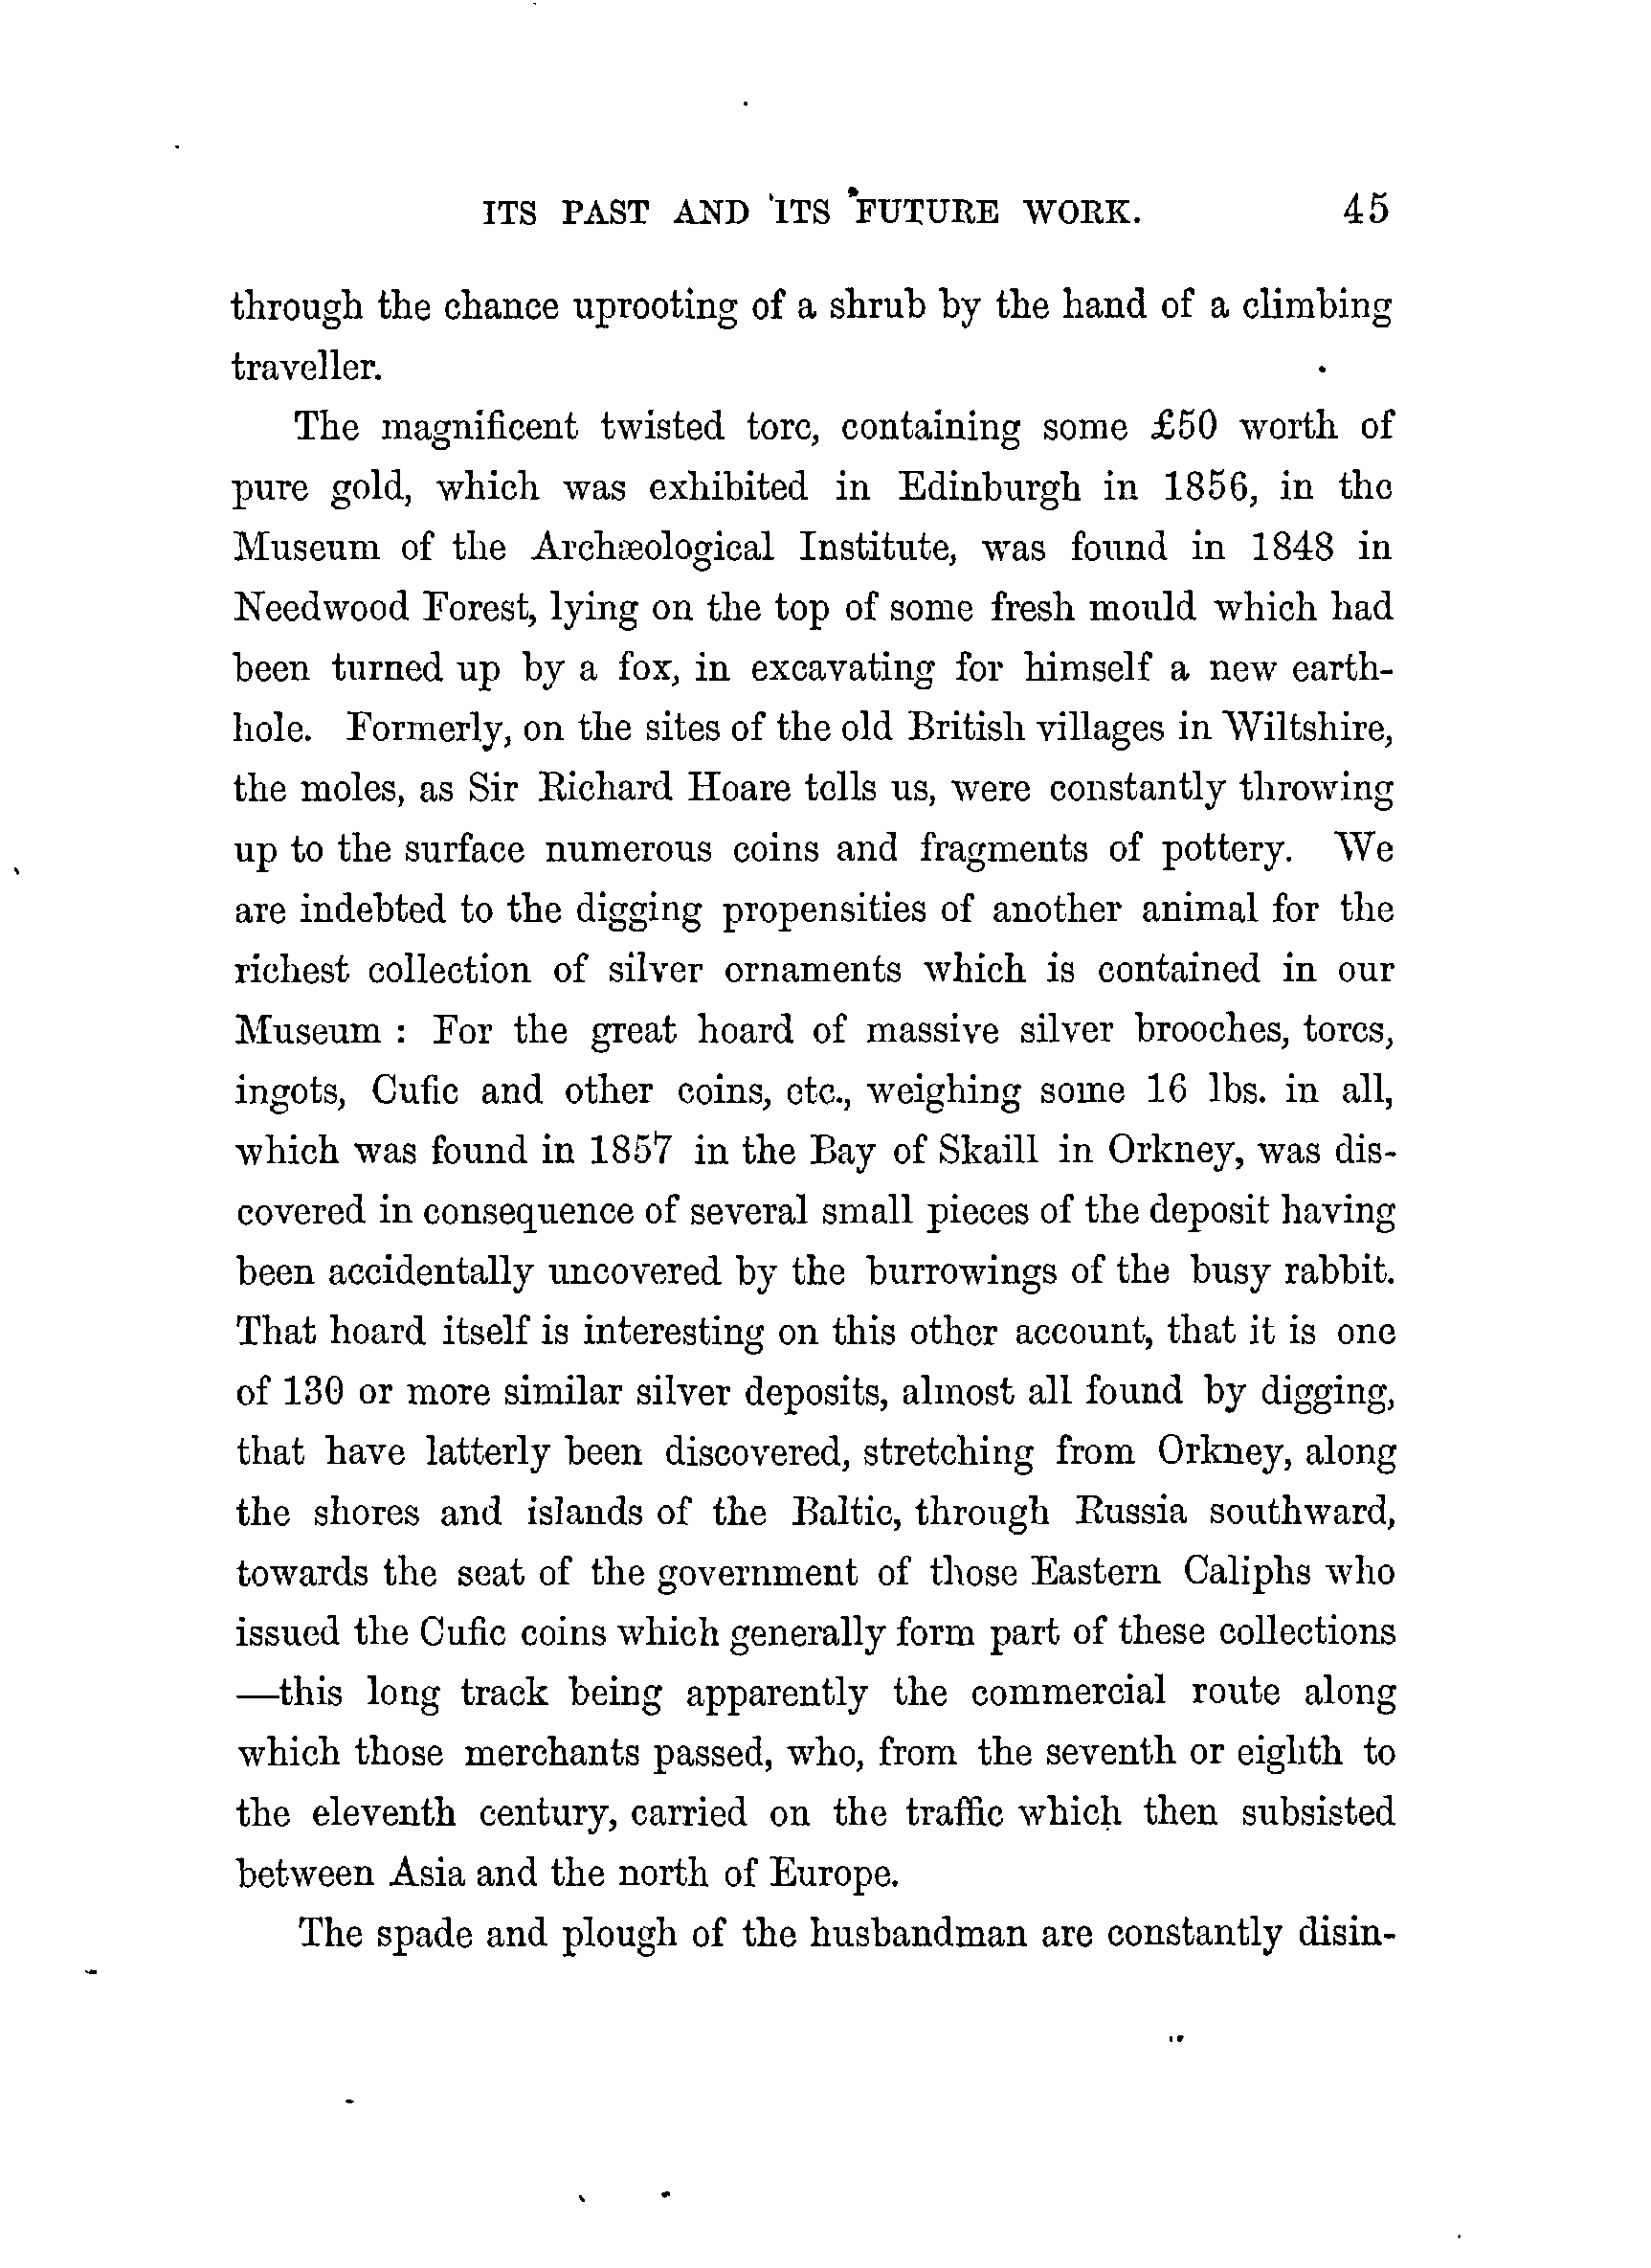 ITS PAST AND ITS FUTURE WORK. 45
through the chance uprooting of a shrub by the hand of a climbing
traveller.
The magnificent twisted torc, containing some £50 worth of
pure gold, which was exhibited in Edinburgh in 1856, in the
Museum of the Archæological Institute, was found in 1848 in
Needwood Forest, lying on the top of some fresh mould which had
been turned up by a fox, in excavating for himself a new earth-
hole. Formerly, on the sites of the old British villages in Wiltshire,
the moles, as Sir Richard Hoare tells us, were constantly throwing
up to the surface numerous coins and fragments of pottery. We
are indebted to the digging propensities of another animal for the
richest collection of silver ornaments which is contained in our
Museum : For the great hoard of massive silver brooches, torcs,
ingots, Cufic and other coins, etc., weighing some 16 lbs. in all,
which was found in 1857 in the Bay of Skaill in Orkney, was dis-
covered in consequence of several small pieces of the deposit having
been accidentally uncovered by the burrowings of the busy rabbit.
That hoard itself is interesting on this other account, that it is one
of 130 or more similar silver deposits, almost all found by digging,
that have latterly been discovered, stretching from Orkney, along
the shores and islands of the Baltic, through Russia southward,
towards the seat of the government of those Eastern Caliphs who
issued the Cufic coins which generally form part of these collections
—this long track being apparently the commercial route along
which those merchants passed, who, from the seventh or eighth to
the eleventh century, carried on the traffic which then subsisted
between Asia and the north of Europe.
The spade and plough of the husbandman are constantly disin-